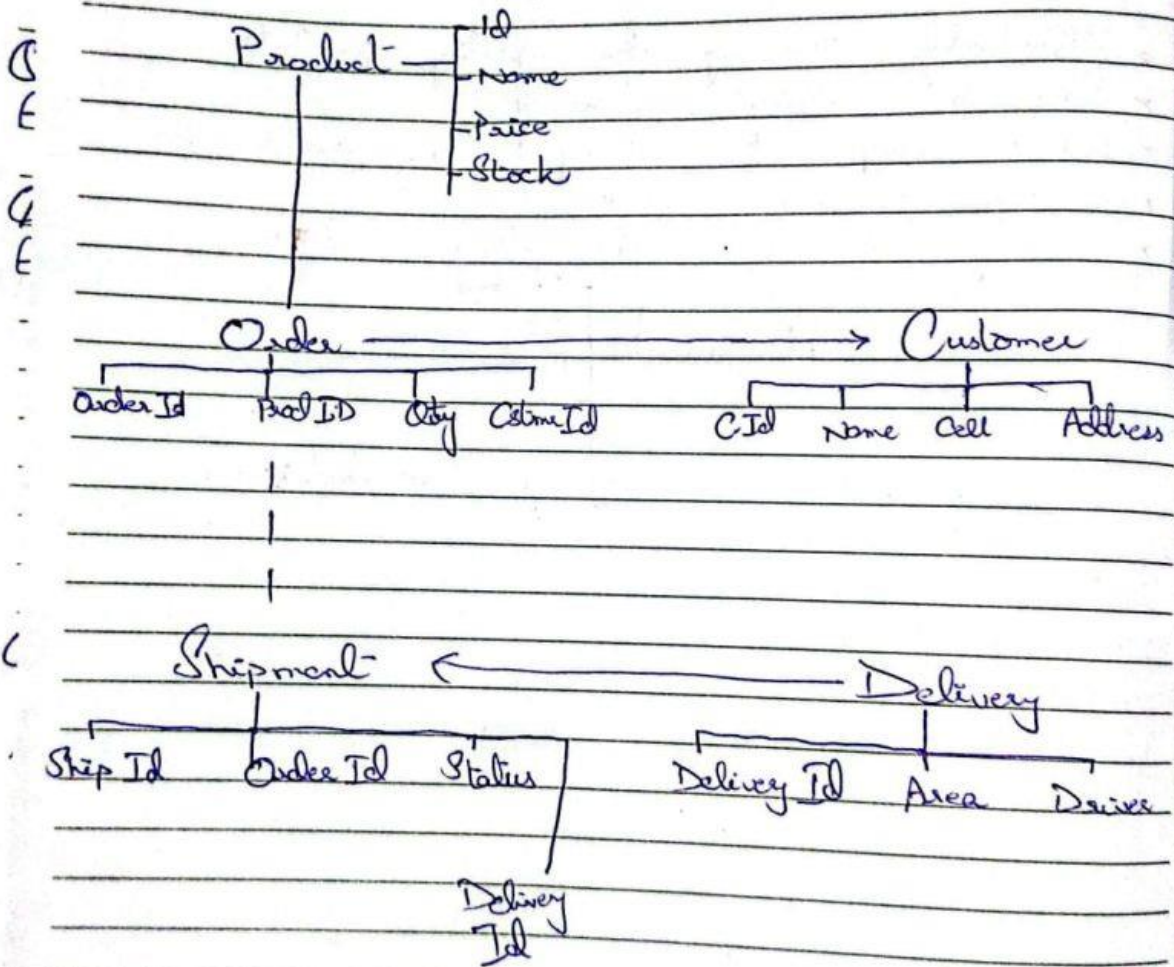 Id
Product
Name
Price
Stock
Order
Customer
Order Id Prod ID Qty Cstmr Id
C Id Name Cell Address
Shipment
Delivery
Ship Id Order Id Status
Delivery Id Area Driver
Delivery
Id